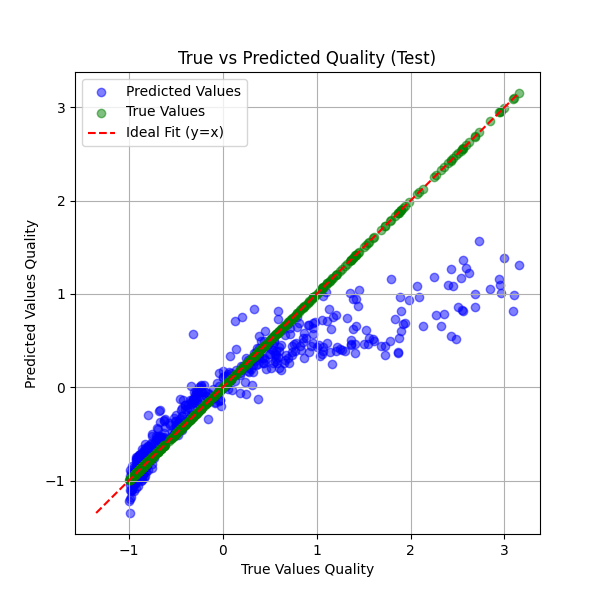 True vs Predicted Quality (Test)
Predicted Values
True Values
Ideal Fit (y=x)
Predicted Values Quality
3
2
1
0
−1
−1 0 1 2 3
True Values Quality